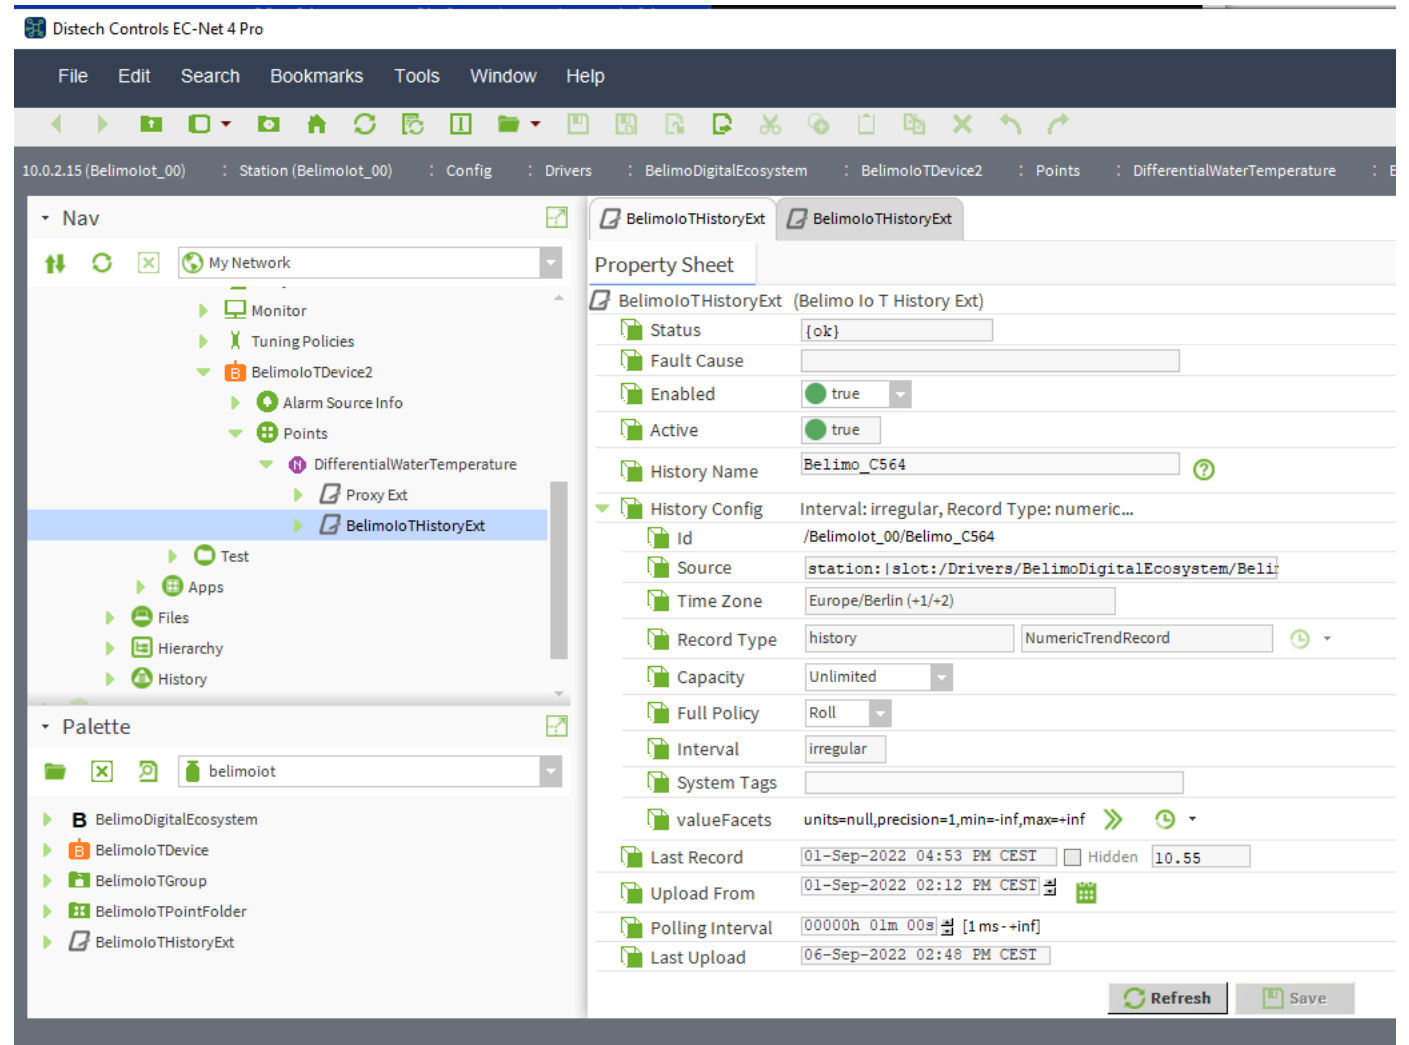 Distech Controls EC-Net 4 Pro
File Edit Search Bookmarks Tools Window Help
10.0.2.15 (BelimoIot_00) : Station (BelimoIot_00) : Config : Drivers : BelimoDigitalEcosystem : BelimoIoTDevice2 : Points : DifferentialWaterTemperature :
Nav
My Network
Monitor
Tuning Policies
BelimoIoTDevice2
Alarm Source Info
Points
DifferentialWaterTemperature
Proxy Ext
BelimoIoTHistoryExt
Test
Apps
Files
Hierarchy
History
Palette
belimoiot
BelimoDigitalEcosystem
BelimoIoTDevice
BelimoIoTGroup
BelimoIoTPointFolder
BelimoIoTHistoryExt
BelimoIoTHistoryExt BelimoIoTHistoryExt
Property Sheet
BelimoIoTHistoryExt (Belimo Io T History Ext)
Status {ok}
Fault Cause
Enabled true
Active true
History Name Belimo_C564
History Config Interval: irregular, Record Type: numeric...
Id /BelimoIot_00/Belimo_C564
Source station:|slot:/Drivers/BelimoDigitalEcosystem/Beli
Time Zone Europe/Berlin (+1/+2)
Record Type history NumericTrendRecord
Capacity Unlimited
Full Policy Roll
Interval irregular
System Tags
valueFacets units=null,precision=1,min=-inf,max=+inf
Last Record 01-Sep-2022 04:53 PM CEST Hidden 10.55
Upload From 01-Sep-2022 02:12 PM CEST
Polling Interval 00000h 01m 00s [1 ms - +inf]
Last Upload 06-Sep-2022 02:48 PM CEST
Refresh Save